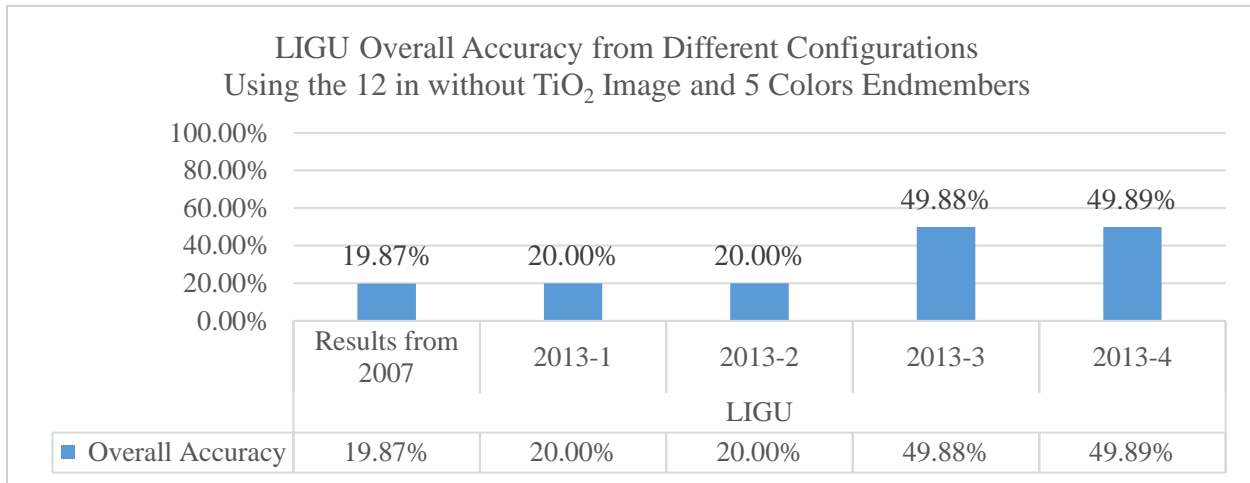 LIGU Overall Accuracy from Different Configurations
Using the 12 in without TiO₂ Image and 5 Colors Endmembers
100.00%
80.00%
60.00%
40.00%
20.00%
0.00%
19.87% 20.00% 20.00% 49.88% 49.89%
Results from
2007
2013-1 2013-2 2013-3 2013-4
LIGU
Overall Accuracy 19.87% 20.00% 20.00% 49.88% 49.89%